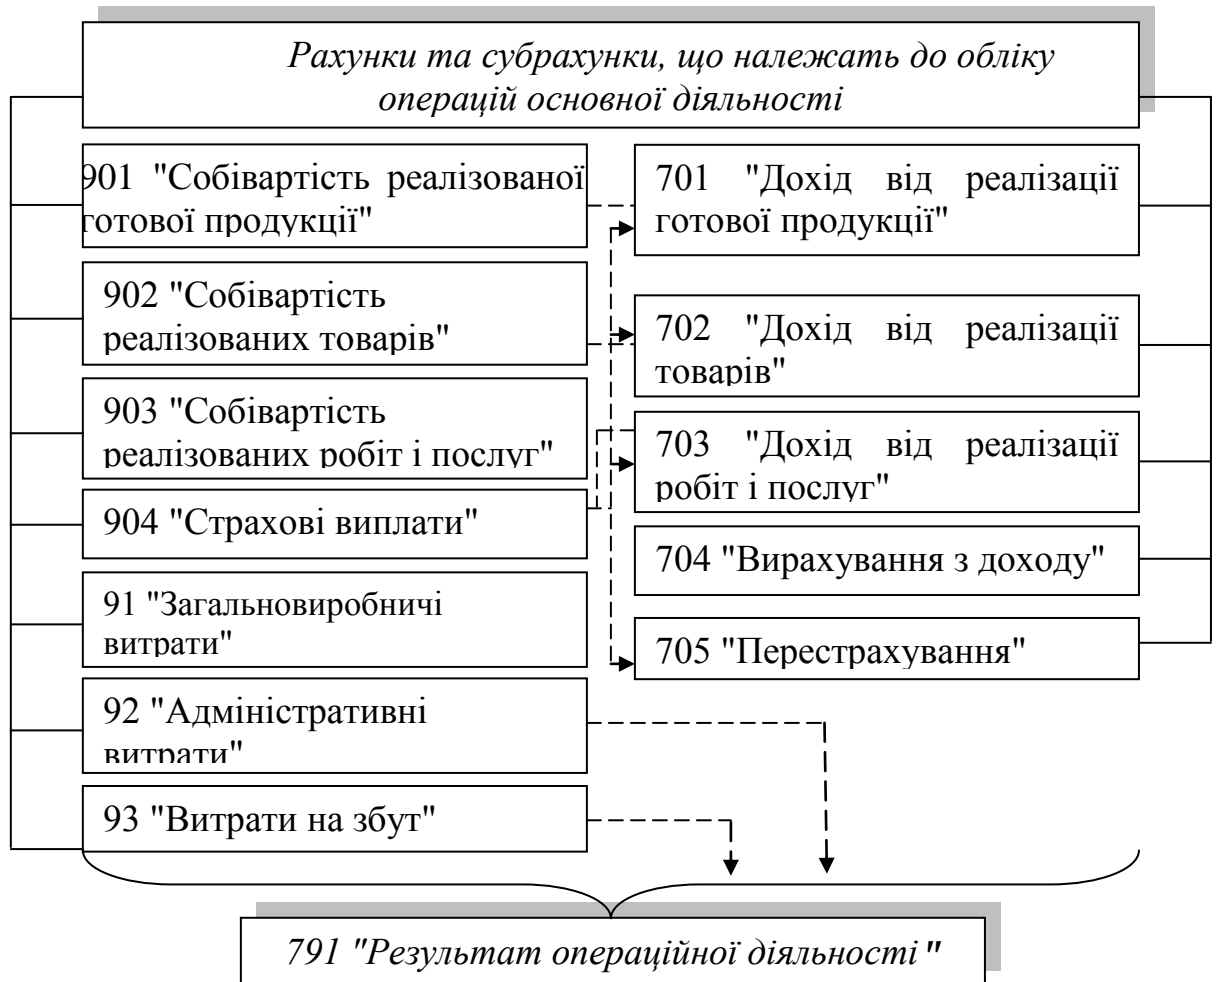 Рахунки та субрахунки, що належать до обліку
операцій основної діяльності
901 "Собівартість реалізованої
готової продукції"
902 "Собівартість
реалізованих товарів"
903 "Собівартість
реалізованих робіт і послуг"
904 "Страхові виплати"
91 "Загальновиробничі
витрати"
92 "Адміністративні
витрати"
93 "Витрати на збут"
701 "Дохід від реалізації
готової продукції"
702 "Дохід від реалізації
товарів"
703 "Дохід від реалізації
робіт і послуг"
704 "Вирахування з доходу"
705 "Перестрахування"
791 "Результат операційної діяльності"